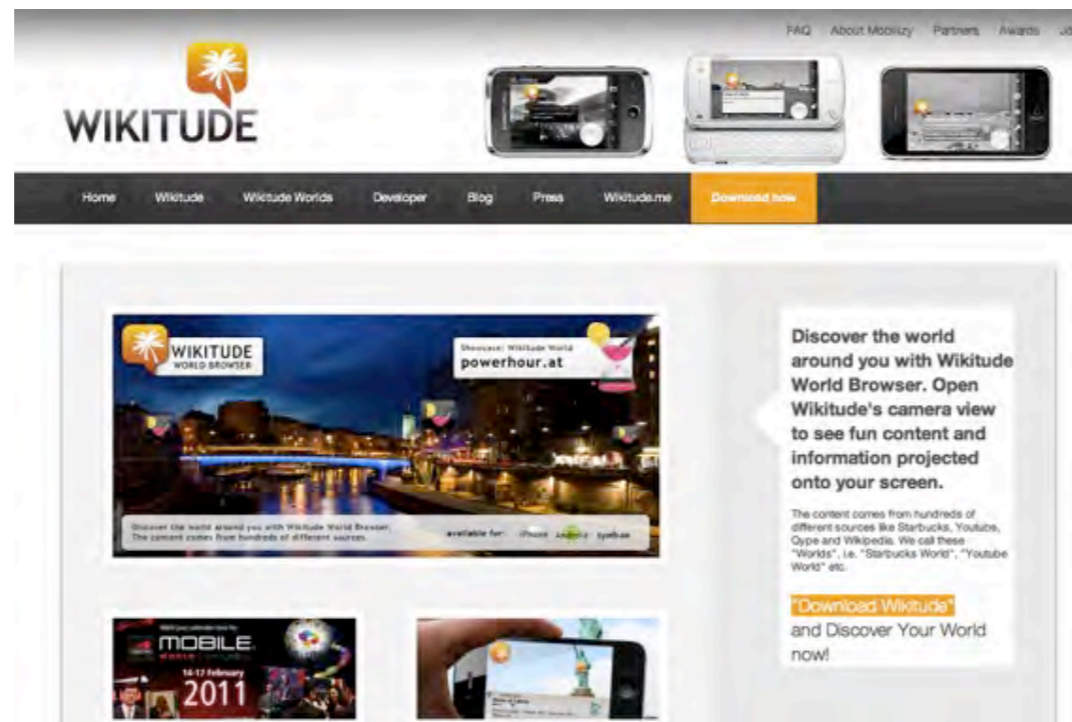 FAQ About Mobilizy Partners Awards
WIKITUDE
Home Wikitude Wikitude Worlds Developer Blog Press Wikitude.me Download now
WIKITUDE
WORLD BROWSER
Showcase: Wikitude World
powerhour.at
Discover the world around you with Wikitude World Browser.
The content comes from hundreds of different sources.
available for: iPhone Android symbian
Discover the world
around you with Wikitude
World Browser. Open
Wikitude's camera view
to see fun content and
information projected
onto your screen.
The content comes from hundreds of
different sources like Starbucks, Youtube,
Qype and Wikipedia. We call these
"Worlds", i.e. "Starbucks World", "Youtube
World" etc.
"Download Wikitude"
and Discover Your World
now!
MOBILE
WORLD CONGRESS
14-17 February
2011